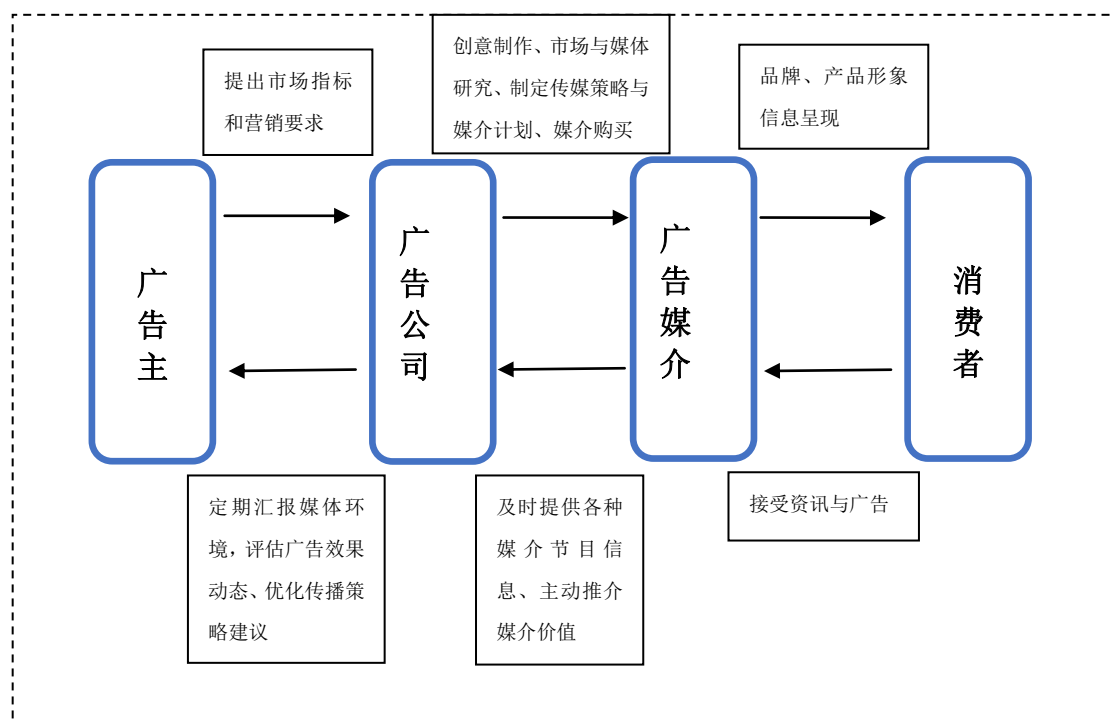 提出市场指标
和营销要求
创意制作、市场与媒体
研究、制定传媒策略与
媒介计划、媒介购买
品牌、产品形象
信息呈现
广告主
广告公司
广告媒介
消费者
定期汇报媒体环
境，评估广告效果
动态、优化传播策
略建议
及时提供各种
媒介节目信
息、主动推介
媒介价值
接受资讯与广告